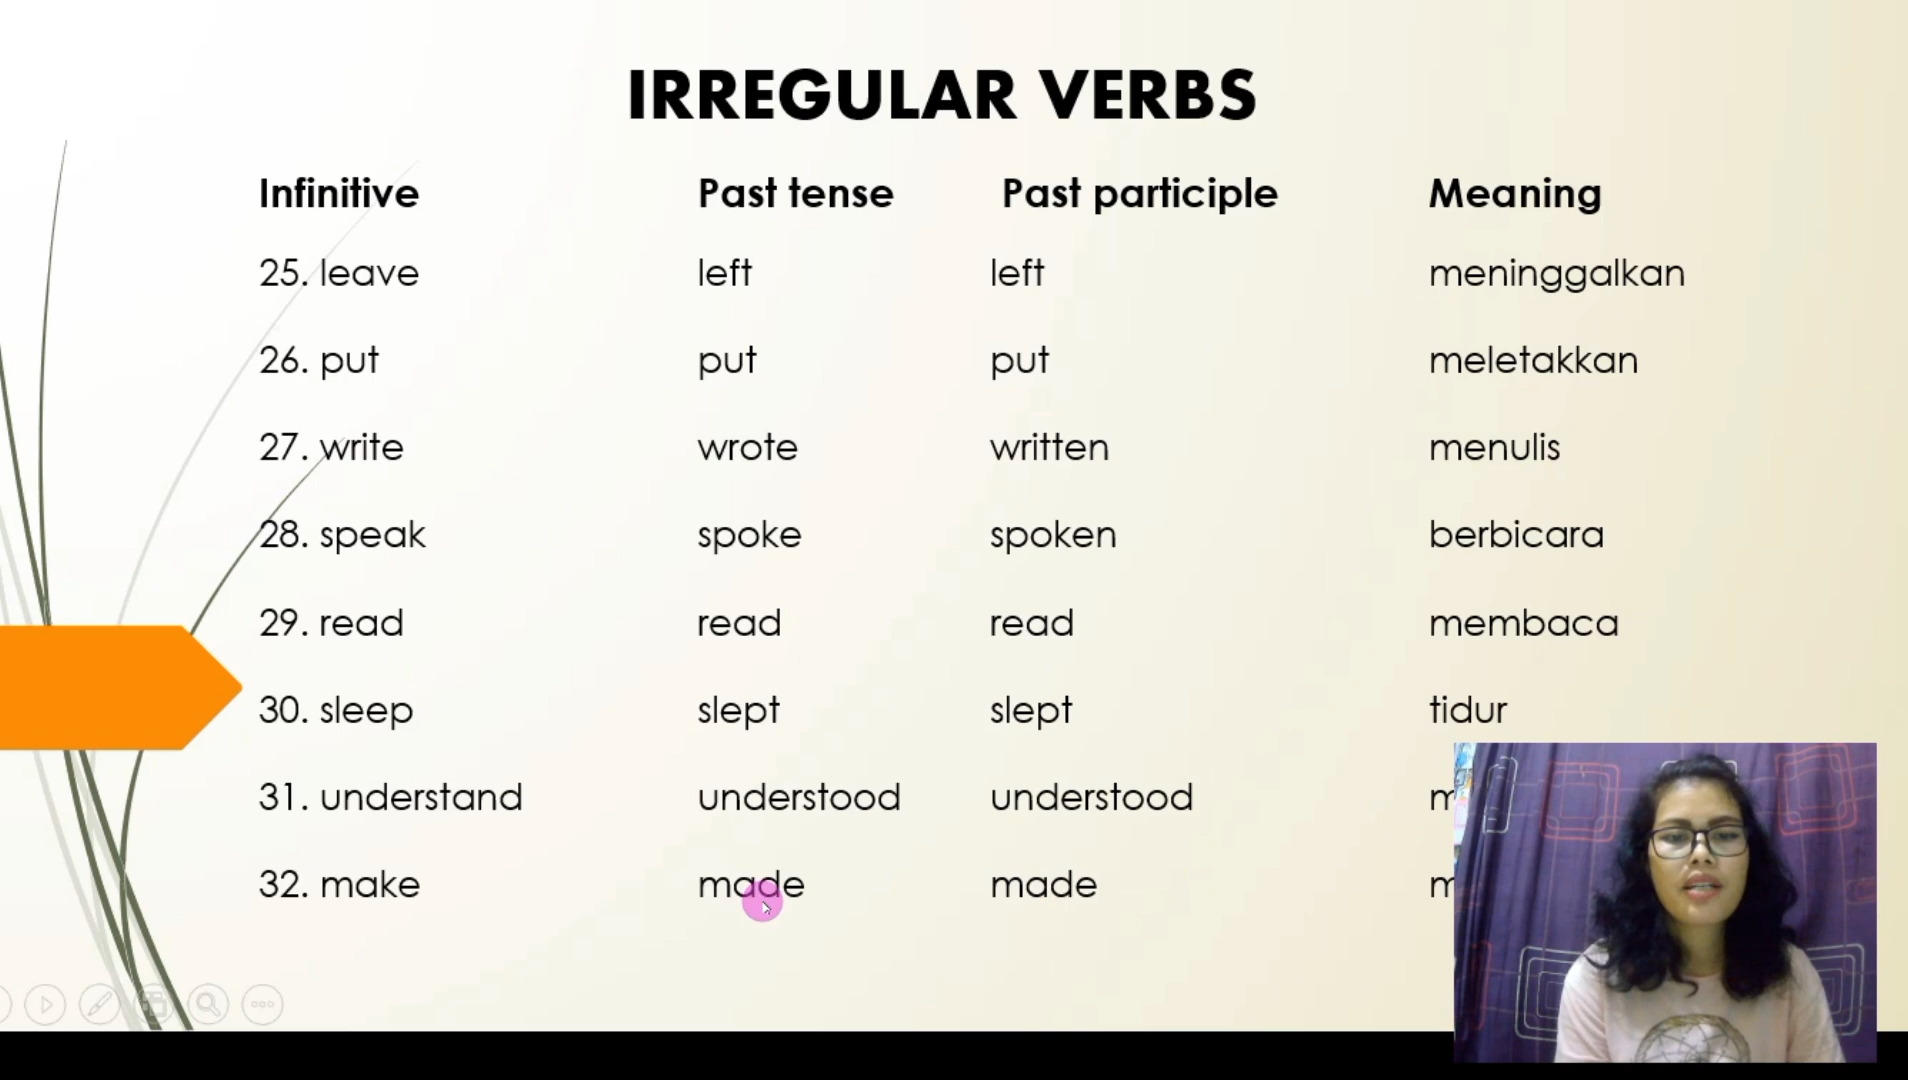 IRREGULAR VERBS
Infinitive Past tense Past participle Meaning
25. leave left left meninggalkan
26. put put put meletakkan
27. write wrote written menulis
28. speak spoke spoken berbicara
29. read read read membaca
30. sleep slept slept tidur
31. understand understood understood
32. make made made